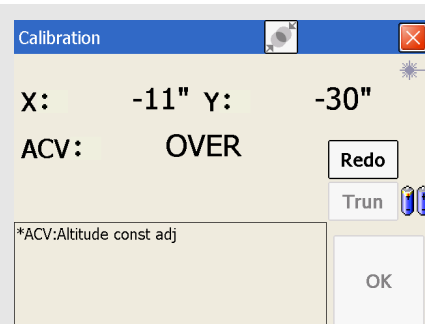 Calibration
X: -11" Y: -30"
ACV: OVER
Redo
Trun
*ACV:Altitude const adj
OK